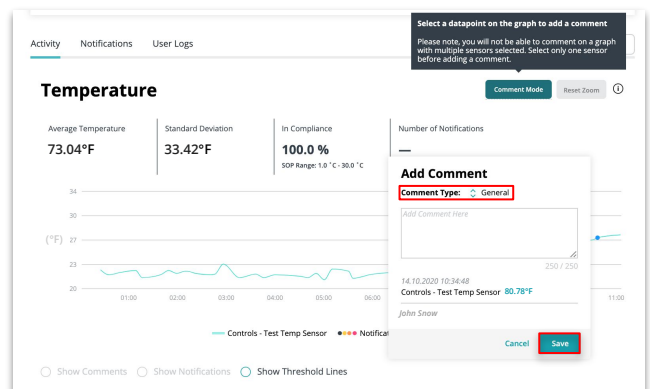 Select a datapoint on the graph to add a comment
Please note, you will not be able to comment on a graph
with multiple sensors selected. Select only one sensor
before adding a comment.
Activity Notifications User Logs
Temperature
Comment Mode Reset Zoom
Average Temperature
73.04°F
Standard Deviation
33.42°F
In Compliance
100.0 %
SOP Range: 1.0 ˚C - 30.0 ˚C
Number of Notifications
—
Add Comment
Comment Type: General
Add Comment Here
250 / 250
14.10.2020 10:34:48
Controls - Test Temp Sensor 80.78°F
John Snow
Cancel Save
34
30
(°F) 27
23
20
01:00 02:00 03:00 04:00 05:00 06:00 11:00
Controls - Test Temp Sensor Notificat
Show Comments Show Notifications Show Threshold Lines